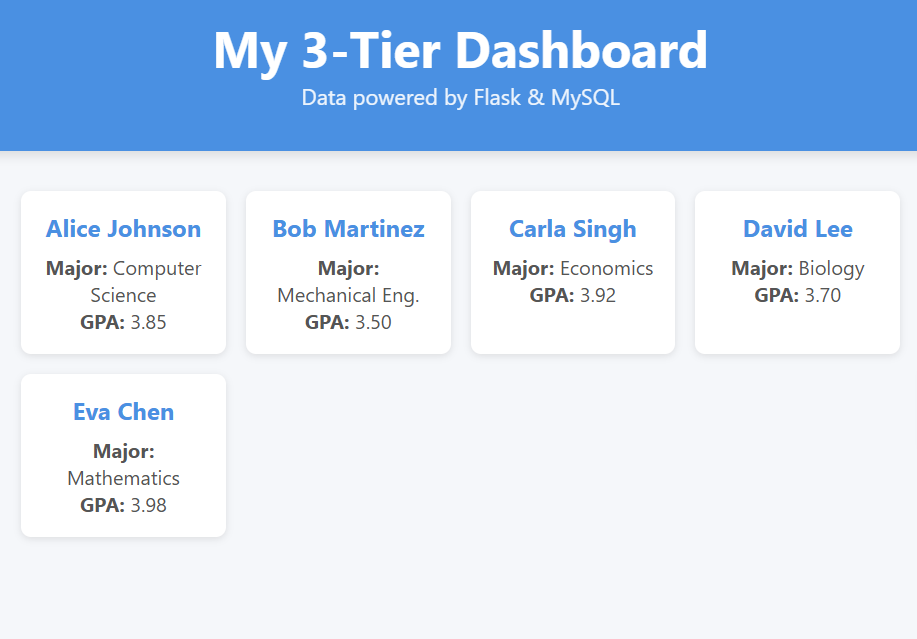 My 3-Tier Dashboard
Data powered by Flask & MySQL
Alice Johnson
Major: Computer
Science
GPA: 3.85
Bob Martinez
Major:
Mechanical Eng.
GPA: 3.50
Carla Singh
Major: Economics
GPA: 3.92
David Lee
Major: Biology
GPA: 3.70
Eva Chen
Major:
Mathematics
GPA: 3.98